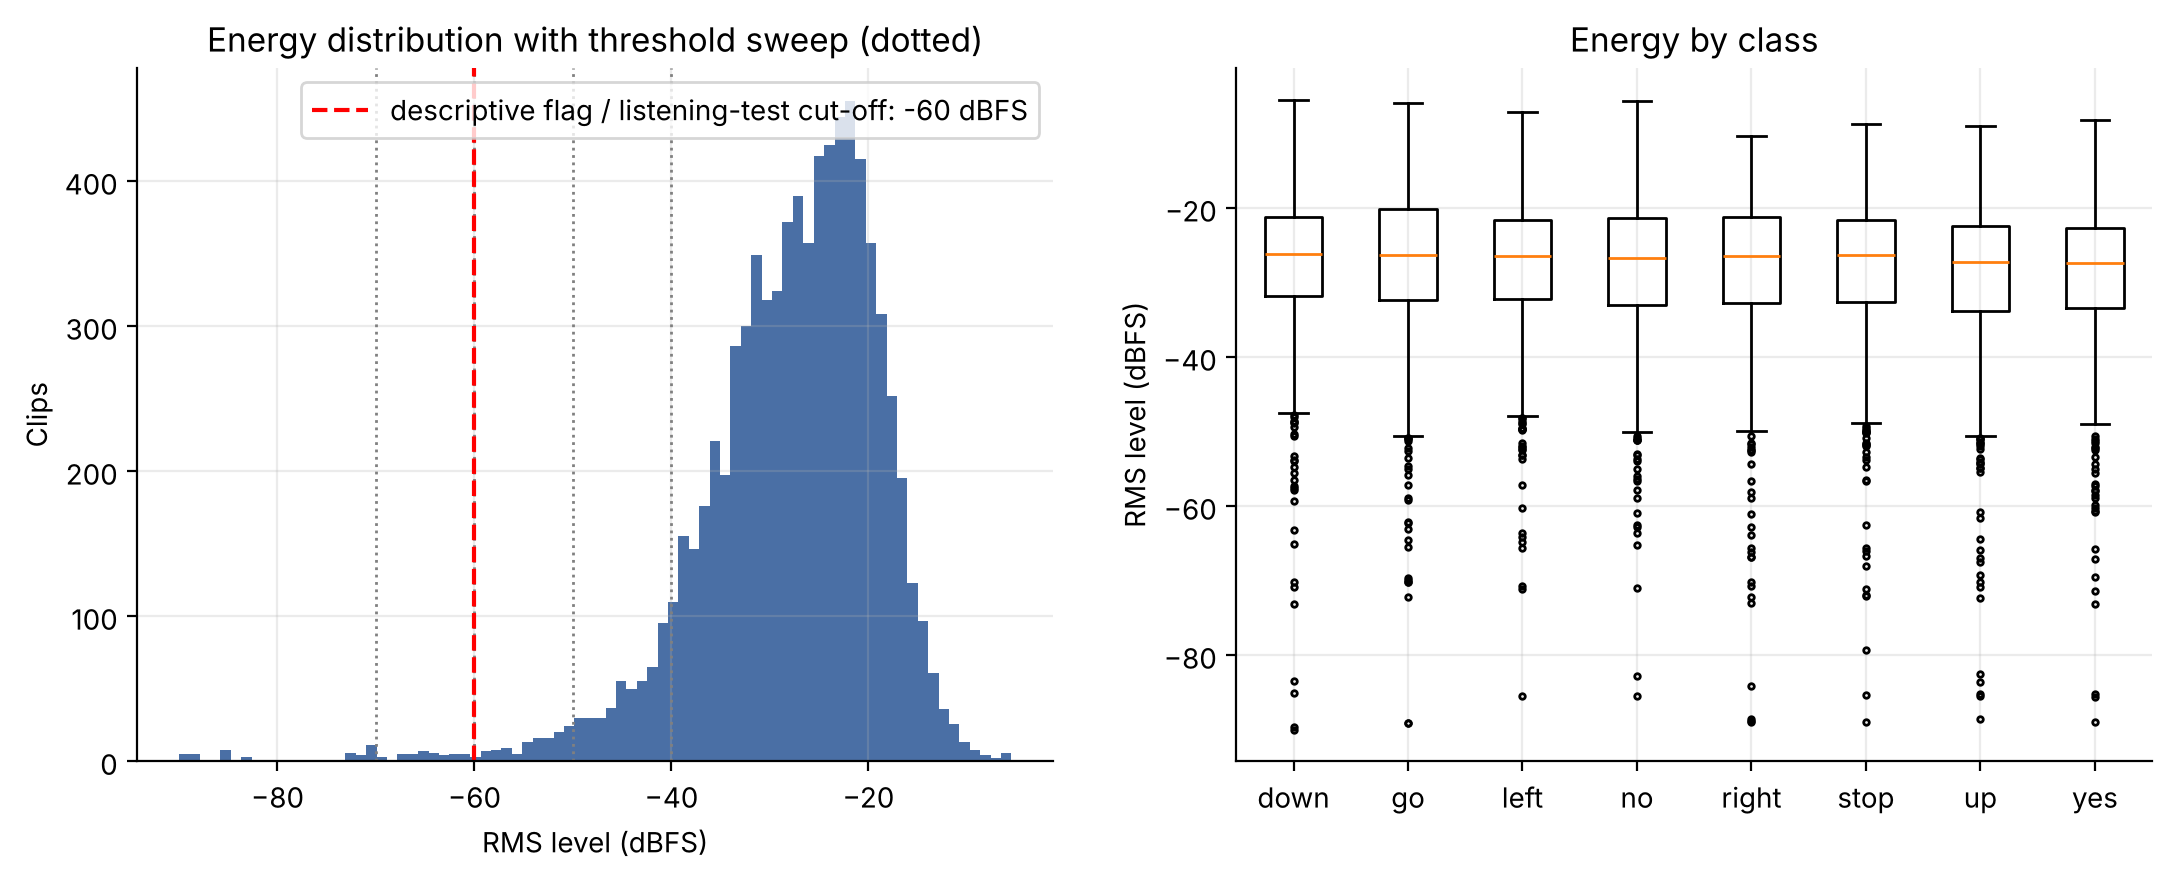 Energy distribution with threshold sweep (dotted)
descriptive flag / listening-test cut-off: -60 dBFS
Clips
400
300
200
100
0
−80 −60 −40 −20
RMS level (dBFS)
Energy by class
RMS level (dBFS)
−20
−40
−60
−80
down go left no right stop up yes